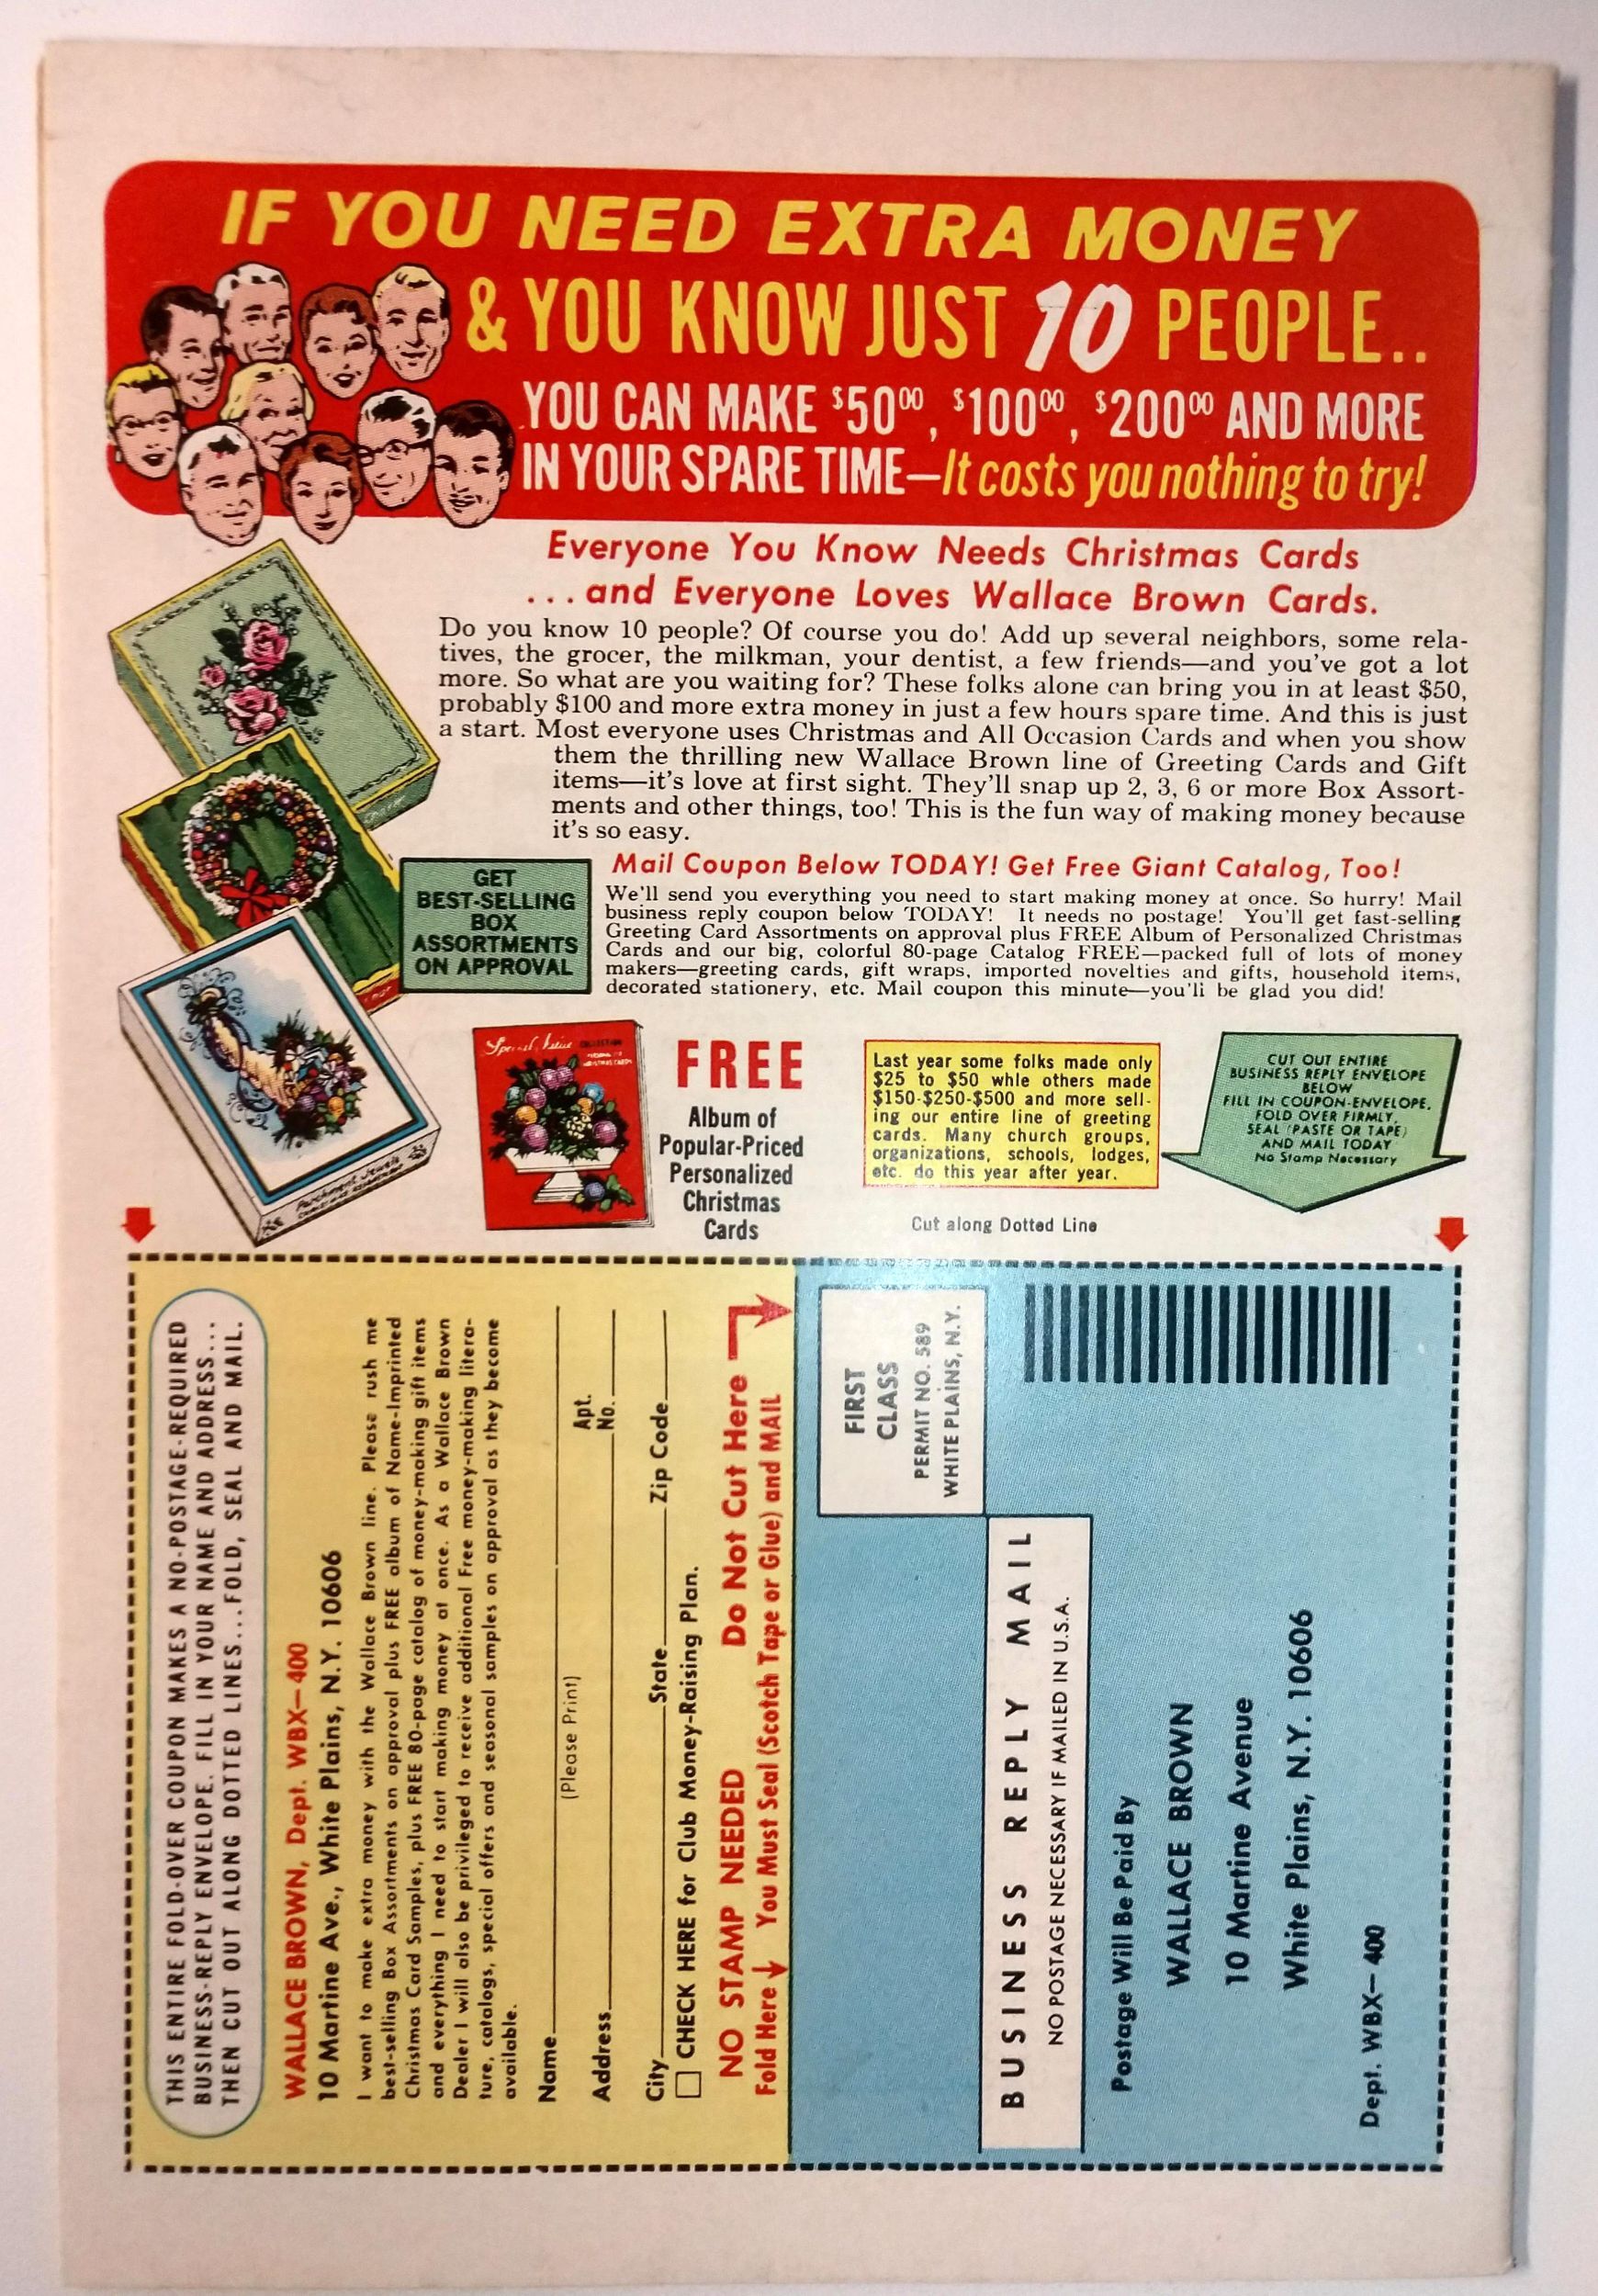 IF YOU NEED EXTRA MONEY
& YOU KNOW JUST 10 PEOPLE..
YOU CAN MAKE $50⁰⁰, $100⁰⁰, $200⁰⁰ AND MORE
IN YOUR SPARE TIME—It costs you nothing to try!
Everyone You Know Needs Christmas Cards
...and Everyone Loves Wallace Brown Cards.
Do you know 10 people? Of course you do! Add up several neighbors, some rela-
tives, the grocer, the milkman, your dentist, a few friends—and you've got a lot
more. So what are you waiting for? These folks alone can bring you in at least $50,
probably $100 and more extra money in just a few hours spare time. And this is just
a start. Most everyone uses Christmas and All Occasion Cards and when you show
them the thrilling new Wallace Brown line of Greeting Cards and Gift
items—it's love at first sight. They'll snap up 2, 3, 6 or more Box Assort-
ments and other things, too! This is the fun way of making money because
it's so easy.
GET
BEST-SELLING
BOX
ASSORTMENTS
ON APPROVAL
Mail Coupon Below TODAY! Get Free Giant Catalog, Too!
We'll send you everything you need to start making money at once. So hurry! Mail
business reply coupon below TODAY! It needs no postage! You'll get fast-selling
Greeting Card Assortments on approval plus FREE Album of Personalized Christmas
Cards and our big, colorful 80-page Catalog FREE—packed full of lots of money
makers—greeting cards, gift wraps, imported novelties and gifts, household items,
decorated stationery, etc. Mail coupon this minute—you'll be glad you did!
Parchment Jewels
Special Issue COLLECTION
FREE
Album of
Popular-Priced
Personalized
Christmas
Cards
Last year some folks made only
$25 to $50 whle others made
$150-$250-$500 and more sell-
ing our entire line of greeting
cards. Many church groups,
organizations, schools, lodges,
etc. do this year after year.
CUT OUT ENTIRE
BUSINESS REPLY ENVELOPE
BELOW
FILL IN COUPON-ENVELOPE,
FOLD OVER FIRMLY,
SEAL (PASTE OR TAPE)
AND MAIL TODAY
No Stamp Necessary
Cut along Dotted Line
THIS ENTIRE FOLD-OVER COUPON MAKES A NO-POSTAGE-REQUIRED
BUSINESS-REPLY ENVELOPE. FILL IN YOUR NAME AND ADDRESS...
THEN CUT OUT ALONG DOTTED LINES...FOLD, SEAL AND MAIL.
WALLACE BROWN, Dept. WBX—400
10 Martine Ave., White Plains, N.Y. 10606
I want to make extra money with the Wallace Brown line. Please rush me
best-selling Box Assortments on approval plus FREE album of Name-Imprinted
Christmas Card Samples, plus FREE 80-page catalog of money-making gift items
and everything I need to start making money at once. As a Wallace Brown
Dealer I will also be privileged to receive additional Free money-making litera-
ture, catalogs, special offers and seasonal samples on approval as they become
available.
Name
(Please Print)
Address Apt. No.
City State Zip Code
CHECK HERE for Club Money-Raising Plan.
NO STAMP NEEDED Do Not Cut Here
Fold Here You Must Seal (Scotch Tape or Glue) and MAIL
FIRST
CLASS
PERMIT NO. 589
WHITE PLAINS, N.Y.
BUSINESS REPLY MAIL
NO POSTAGE NECESSARY IF MAILED IN U.S.A.
Postage Will Be Paid By
WALLACE BROWN
10 Martine Avenue
White Plains, N.Y. 10606
Dept. WBX—400